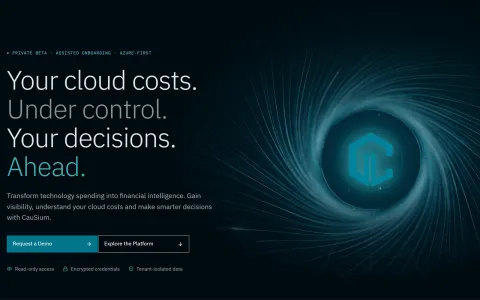 PRIVATE BETA · ASSISTED ONBOARDING · AZURE-FIRST
Your cloud costs.
Under control.
Your decisions.
Ahead.
Transform technology spending into financial intelligence. Gain
visibility, understand your cloud costs and make smarter decisions
with CauSium.
Request a Demo →
Explore the Platform ↓
Read-only access
Encrypted credentials
Tenant-isolated data